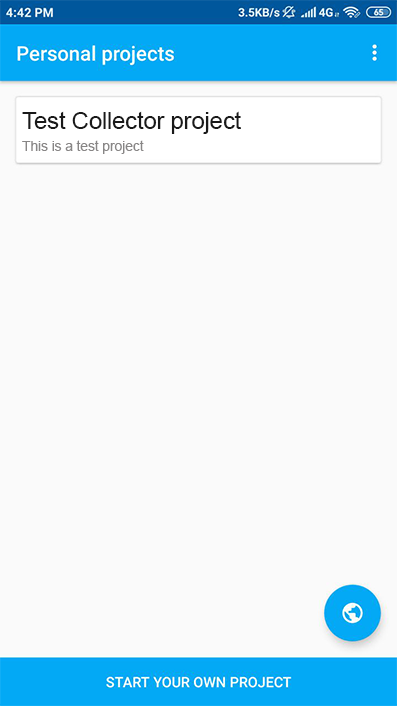 4:42 PM 3.5KB/s 4G 65
Personal projects
Test Collector project
This is a test project
START YOUR OWN PROJECT